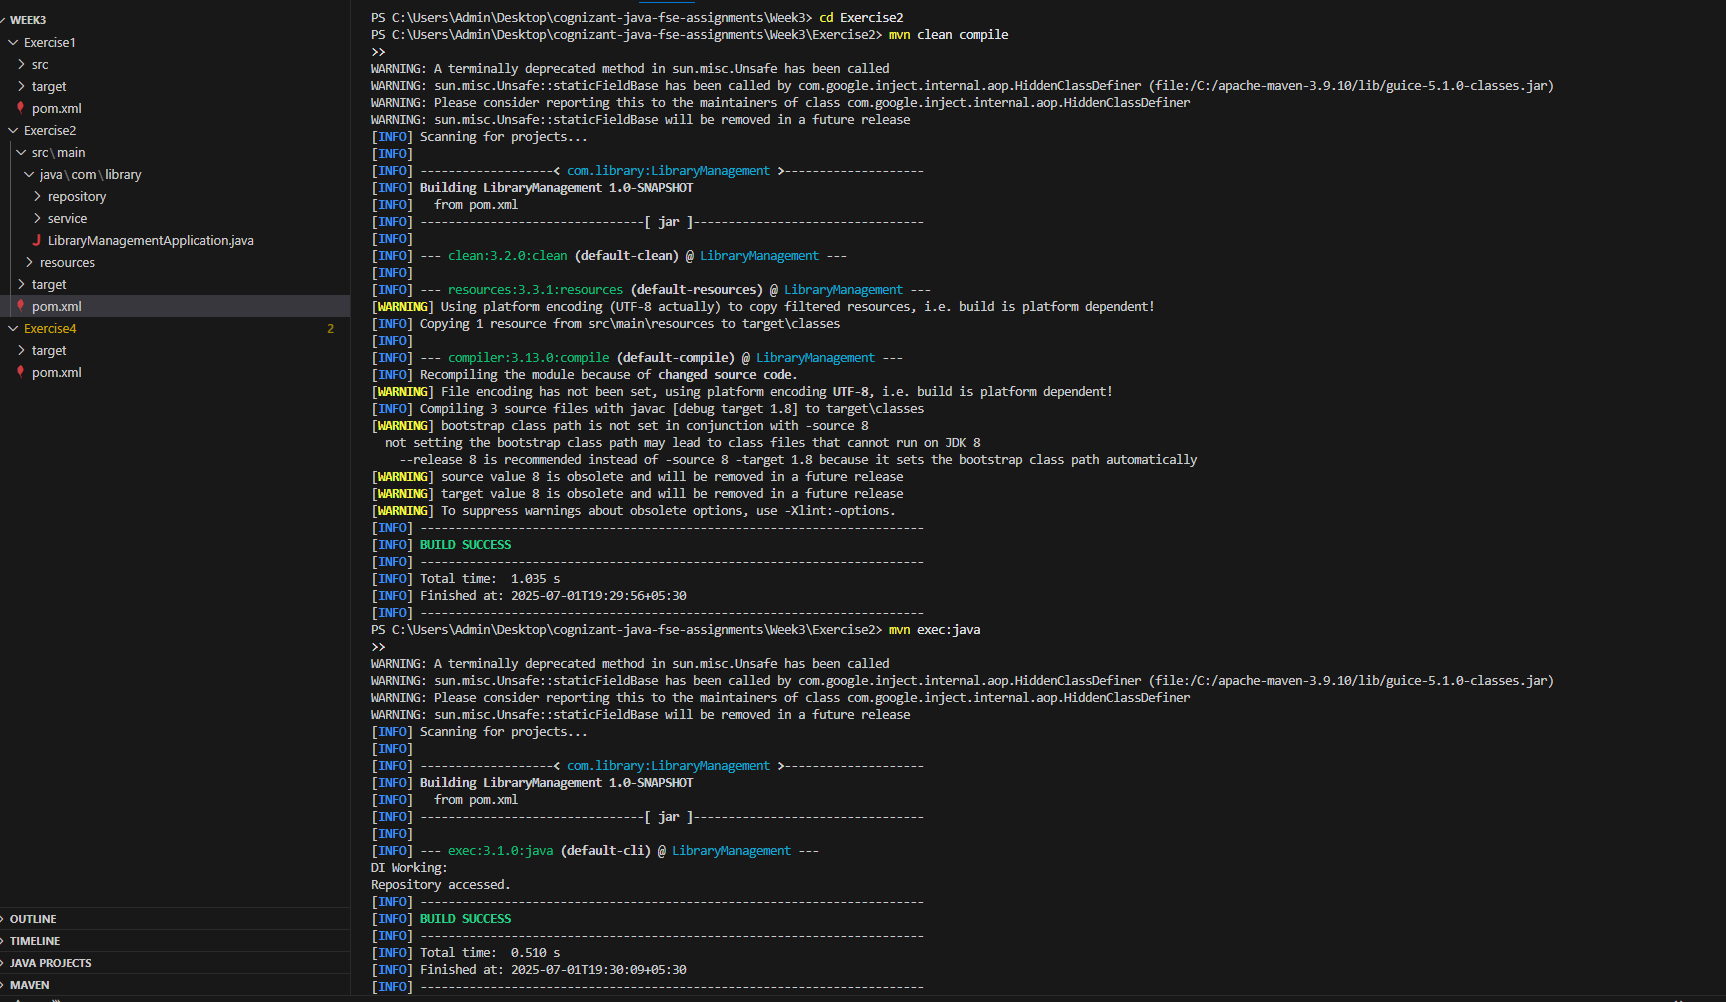 WEEK3
Exercise1
src
target
pom.xml
Exercise2
src\main
java\com\library
repository
service
LibraryManagementApplication.java
resources
target
pom.xml
Exercise4 2
target
pom.xml
OUTLINE
TIMELINE
JAVA PROJECTS
MAVEN
PS C:\Users\Admin\Desktop\cognizant-java-fse-assignments\Week3> cd Exercise2
PS C:\Users\Admin\Desktop\cognizant-java-fse-assignments\Week3\Exercise2> mvn clean compile
>>
WARNING: A terminally deprecated method in sun.misc.Unsafe has been called
WARNING: sun.misc.Unsafe::staticFieldBase has been called by com.google.inject.internal.aop.HiddenClassDefiner (file:/C:/apache-maven-3.9.10/lib/guice-5.1.0-classes.jar)
WARNING: Please consider reporting this to the maintainers of class com.google.inject.internal.aop.HiddenClassDefiner
WARNING: sun.misc.Unsafe::staticFieldBase will be removed in a future release
[INFO] Scanning for projects...
[INFO]
[INFO] -------------------< com.library:LibraryManagement >--------------------
[INFO] Building LibraryManagement 1.0-SNAPSHOT
[INFO]   from pom.xml
[INFO] --------------------------------[ jar ]---------------------------------
[INFO]
[INFO] --- clean:3.2.0:clean (default-clean) @ LibraryManagement ---
[INFO]
[INFO] --- resources:3.3.1:resources (default-resources) @ LibraryManagement ---
[WARNING] Using platform encoding (UTF-8 actually) to copy filtered resources, i.e. build is platform dependent!
[INFO] Copying 1 resource from src\main\resources to target\classes
[INFO]
[INFO] --- compiler:3.13.0:compile (default-compile) @ LibraryManagement ---
[INFO] Recompiling the module because of changed source code.
[WARNING] File encoding has not been set, using platform encoding UTF-8, i.e. build is platform dependent!
[INFO] Compiling 3 source files with javac [debug target 1.8] to target\classes
[WARNING] bootstrap class path is not set in conjunction with -source 8
  not setting the bootstrap class path may lead to class files that cannot run on JDK 8
    --release 8 is recommended instead of -source 8 -target 1.8 because it sets the bootstrap class path automatically
[WARNING] source value 8 is obsolete and will be removed in a future release
[WARNING] target value 8 is obsolete and will be removed in a future release
[WARNING] To suppress warnings about obsolete options, use -Xlint:-options.
[INFO] ------------------------------------------------------------------------
[INFO] BUILD SUCCESS
[INFO] ------------------------------------------------------------------------
[INFO] Total time:  1.035 s
[INFO] Finished at: 2025-07-01T19:29:56+05:30
[INFO] ------------------------------------------------------------------------
PS C:\Users\Admin\Desktop\cognizant-java-fse-assignments\Week3\Exercise2> mvn exec:java
>>
WARNING: A terminally deprecated method in sun.misc.Unsafe has been called
WARNING: sun.misc.Unsafe::staticFieldBase has been called by com.google.inject.internal.aop.HiddenClassDefiner (file:/C:/apache-maven-3.9.10/lib/guice-5.1.0-classes.jar)
WARNING: Please consider reporting this to the maintainers of class com.google.inject.internal.aop.HiddenClassDefiner
WARNING: sun.misc.Unsafe::staticFieldBase will be removed in a future release
[INFO] Scanning for projects...
[INFO]
[INFO] -------------------< com.library:LibraryManagement >--------------------
[INFO] Building LibraryManagement 1.0-SNAPSHOT
[INFO]   from pom.xml
[INFO] --------------------------------[ jar ]---------------------------------
[INFO]
[INFO] --- exec:3.1.0:java (default-cli) @ LibraryManagement ---
DI Working:
Repository accessed.
[INFO] ------------------------------------------------------------------------
[INFO] BUILD SUCCESS
[INFO] ------------------------------------------------------------------------
[INFO] Total time:  0.510 s
[INFO] Finished at: 2025-07-01T19:30:09+05:30
[INFO] ------------------------------------------------------------------------